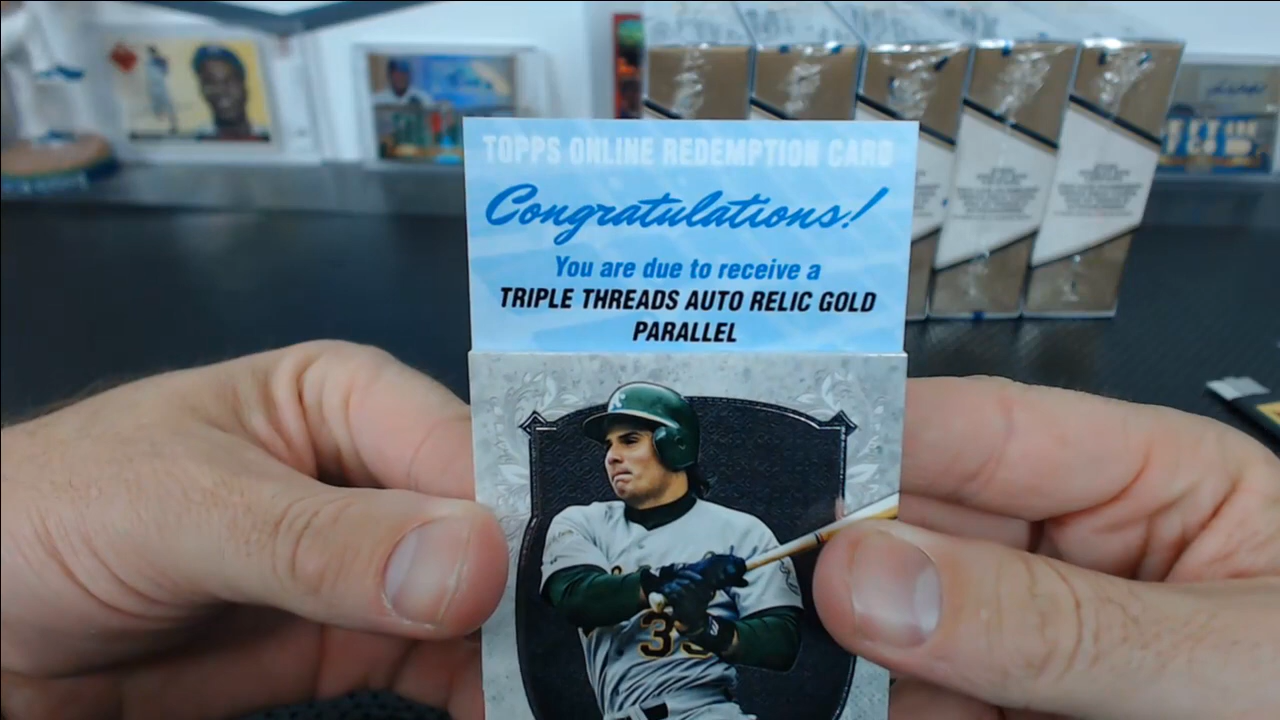 TOPPS ONLINE REDEMPTION CARD
Congratulations!
You are due to receive a
TRIPLE THREADS AUTO RELIC GOLD
PARALLEL